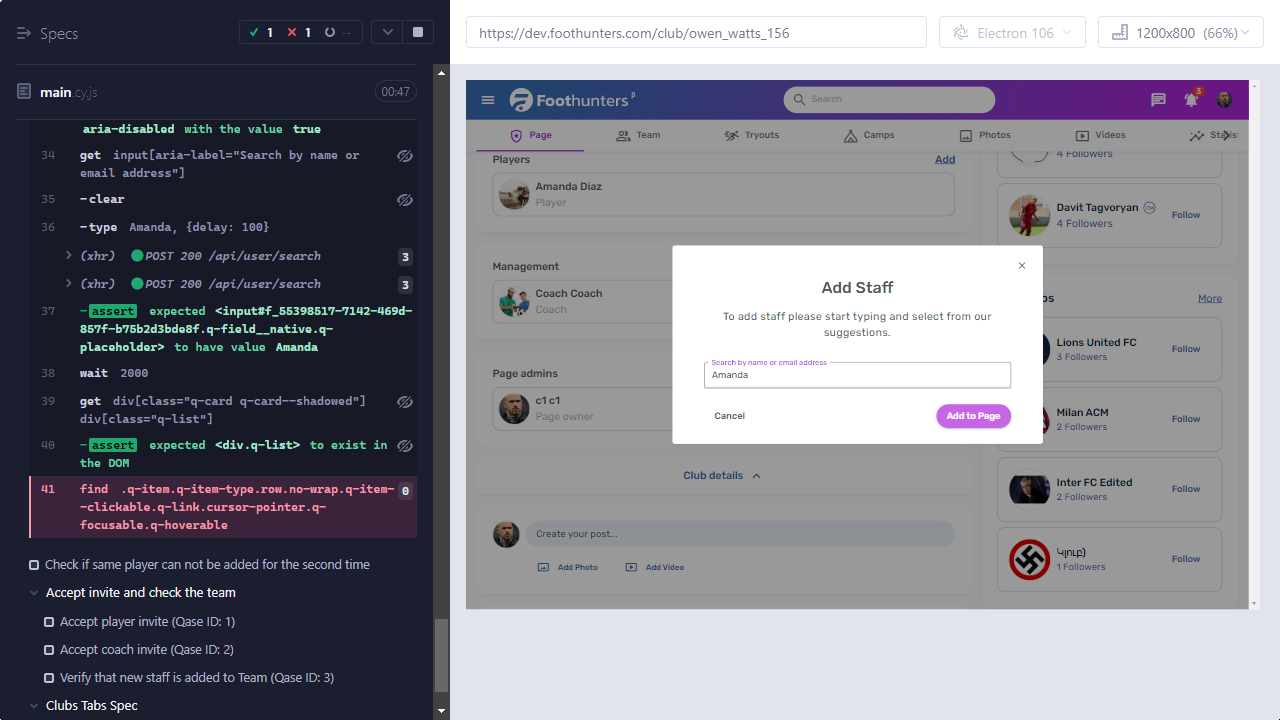 Specs
1
1
--
main.cy.js
00:47
aria-disabled with the value true
34 get input[aria-label="Search by name or
email address"]
35 -clear
36 -type Amanda, {delay: 100}
(xhr) POST 200 /api/user/search 3
(xhr) POST 200 /api/user/search 3
37 -assert expected <input#f_55398517-7142-469d-
857f-b75b2d3bde8f.q-field__native.q-
placeholder> to have value Amanda
38 wait 2000
39 get div[class="q-card q-card--shadowed"]
div[class="q-list"]
40 -assert expected <div.q-list> to exist in
the DOM
41 find .q-item.q-item-type.row.no-wrap.q-item- 0
-clickable.q-link.cursor-pointer.q-
focusable.q-hoverable
Check if same player can not be added for the second time
Accept invite and check the team
Accept player invite (Qase ID: 1)
Accept coach invite (Qase ID: 2)
Verify that new staff is added to Team (Qase ID: 3)
Clubs Tabs Spec
https://dev.foothunters.com/club/owen_watts_156
Electron 106
1200x800 (66%)
Foothunters β
Search
3
Page
Team
Tryouts
Camps
Photos
Videos
Players
Add
Amanda Diaz
Player
Management
Coach Coach
Coach
Page admins
c1 c1
Page owner
Club details
Create your post...
Add Photo
Add Video
×
Add Staff
To add staff please start typing and select from our
suggestions.
Search by name or email address
Amanda
Cancel
Add to Page
4 Followers
Davit Tagvoryan CM
4 Followers
Follow
More
Lions United FC
3 Followers
Follow
Milan ACM
2 Followers
Follow
Inter FC Edited
2 Followers
Follow
Կլուբ)
1 Followers
Follow